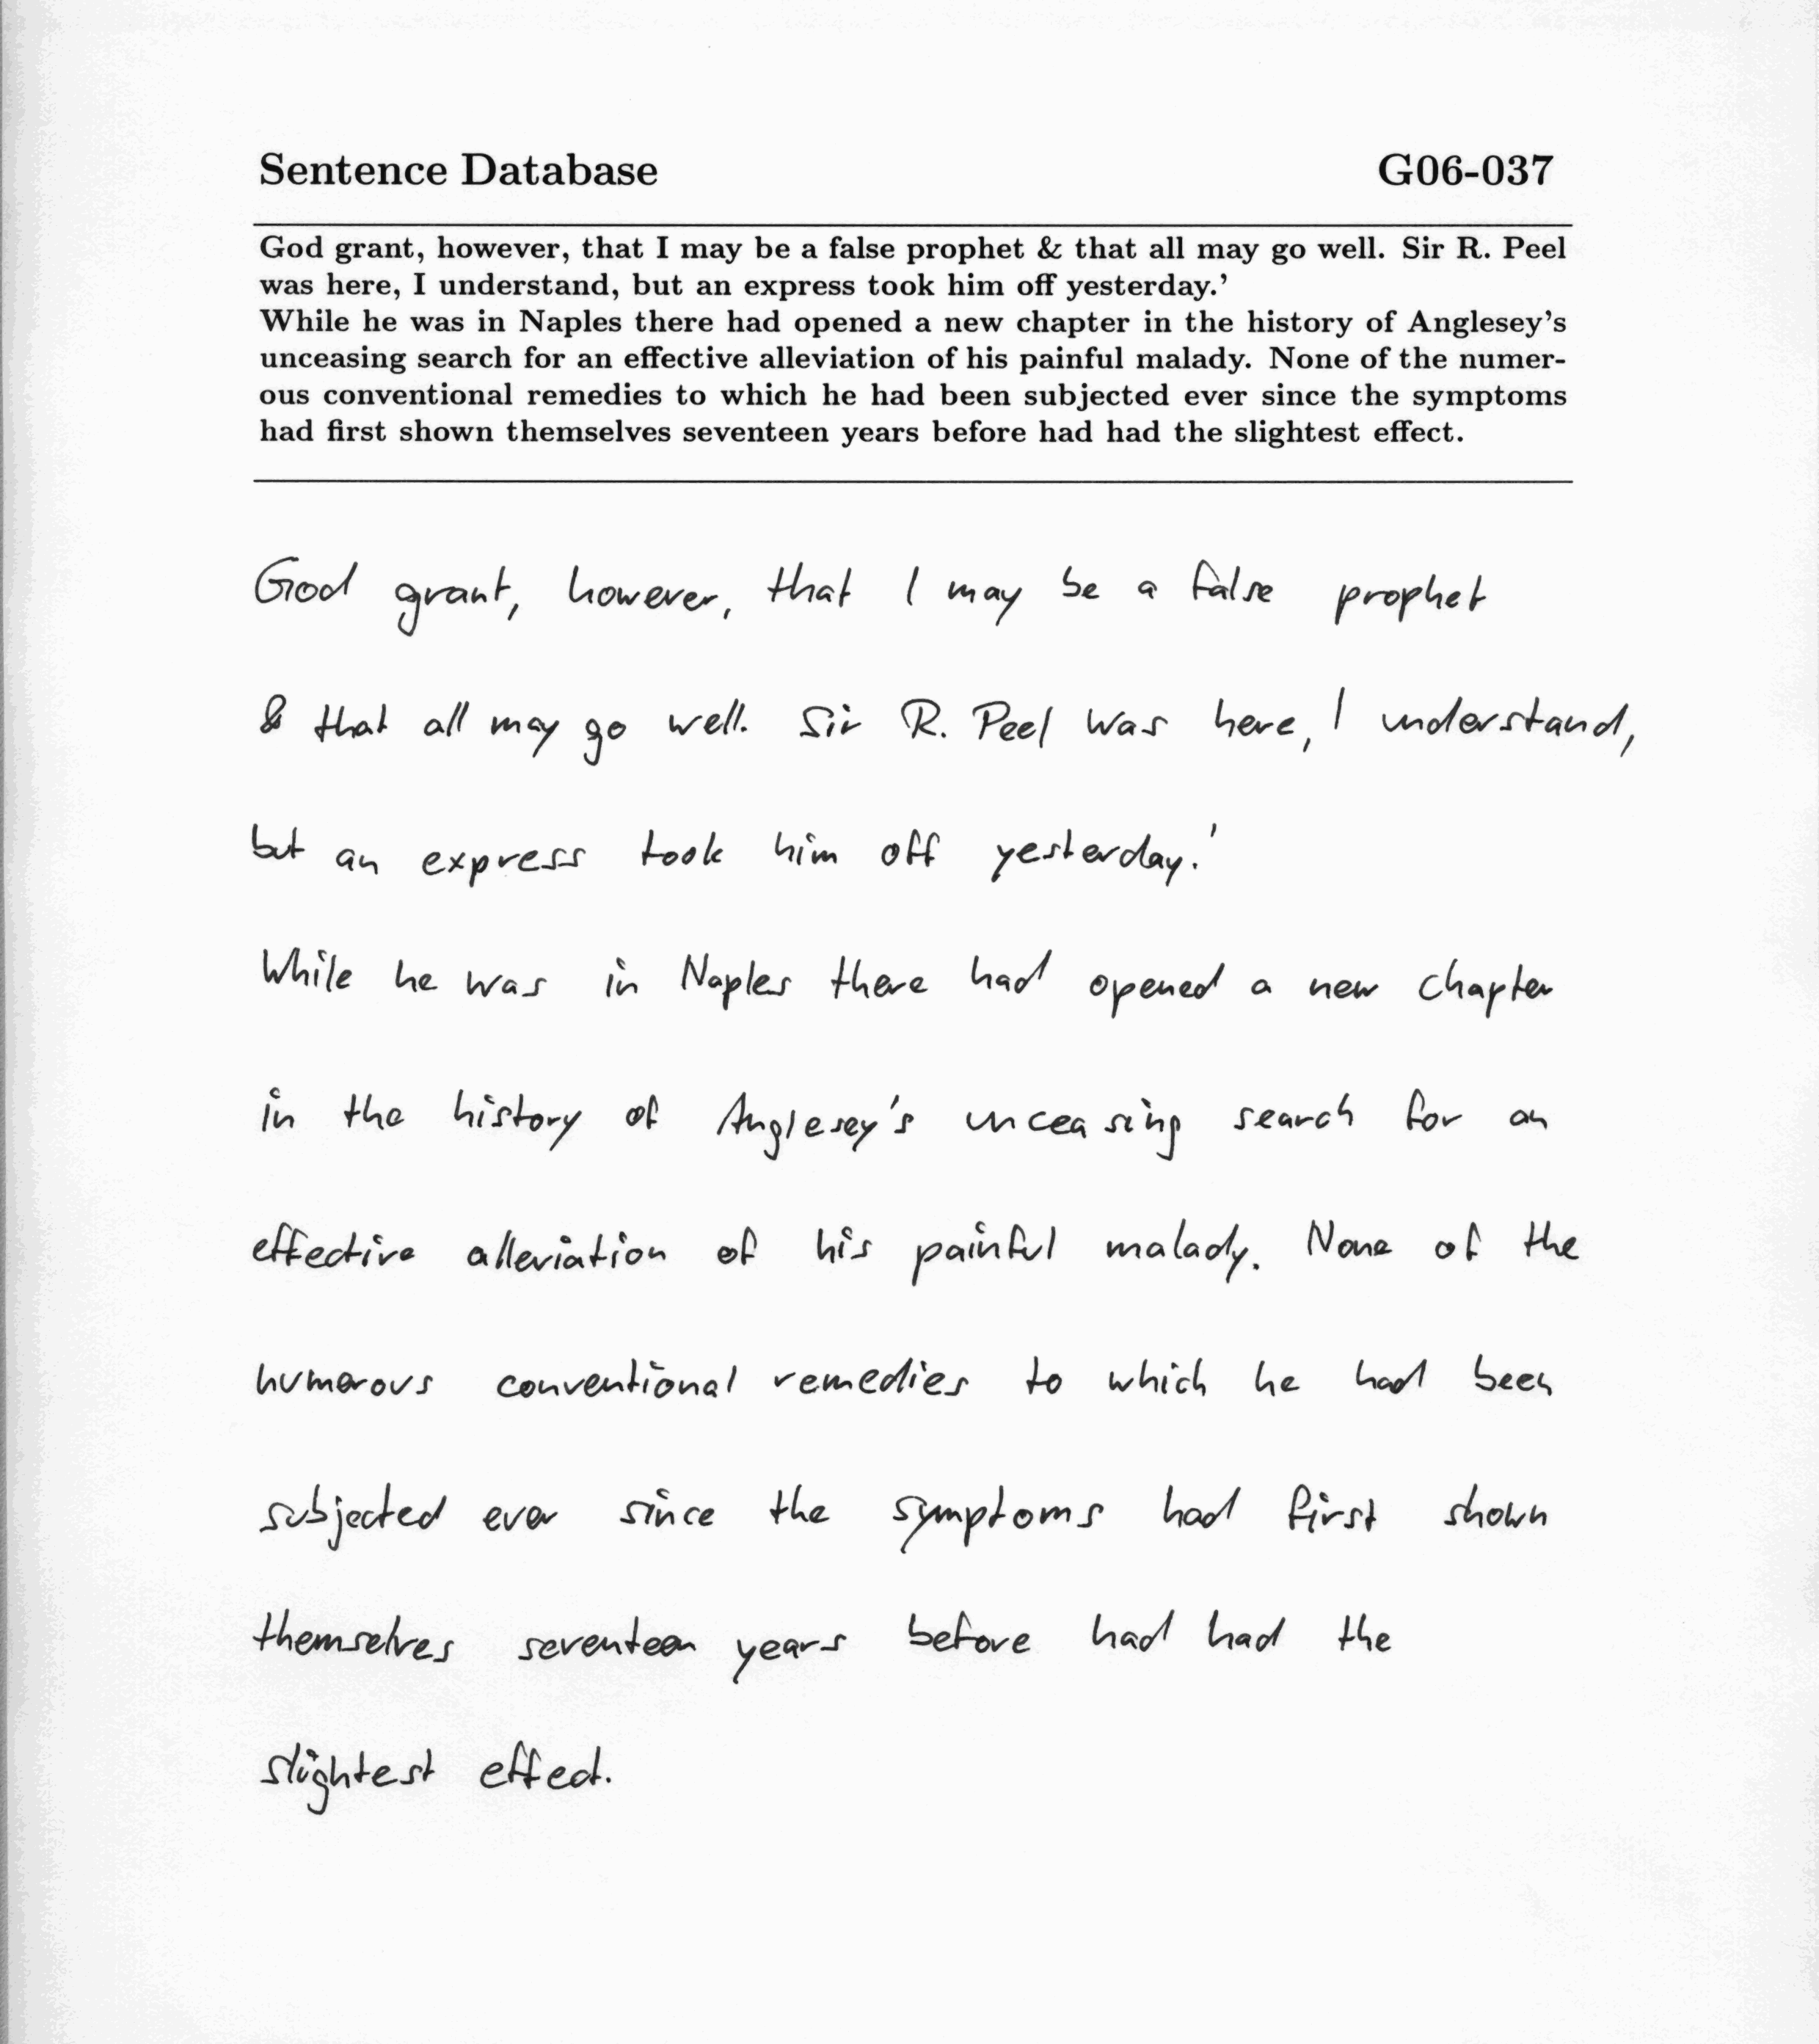 Sentence Database G06-037
God grant, however, that I may be a false prophet & that all may go well. Sir R. Peel
was here, I understand, but an express took him off yesterday.'
While he was in Naples there had opened a new chapter in the history of Anglesey's
unceasing search for an effective alleviation of his painful malady. None of the numer-
ous conventional remedies to which he had been subjected ever since the symptoms
had first shown themselves seventeen years before had had the slightest effect.
God grant, however, that I may be a false prophet
& that all may go well. Sir R. Peel was here, I understand,
but an express took him off yesterday.'
While he was in Naples there had opened a new chapter
in the history of Anglesey's unceasing search for an
effective alleviation of his painful malady. None of the
numerous conventional remedies to which he had been
subjected ever since the symptoms had first shown
themselves seventeen years before had had the
slightest effect.